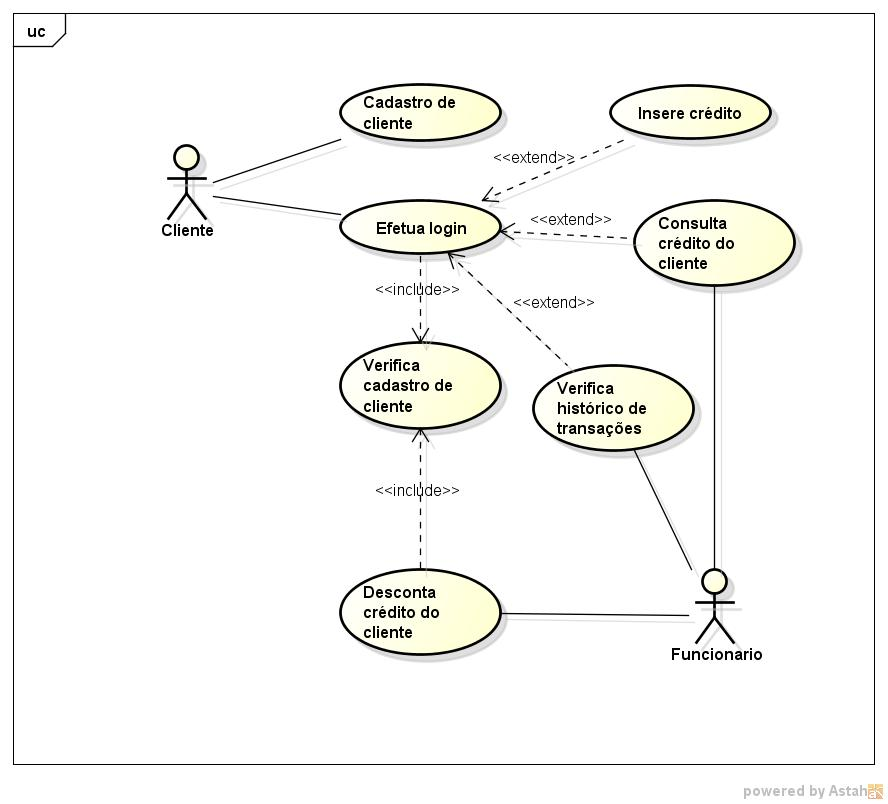 uc
Cadastro de
cliente
Insere crédito
<<extend>>
Cliente
Efetua login
<<extend>>
Consulta
crédito do
cliente
<<include>>
<<extend>>
Verifica
cadastro de
cliente
Verifica
histórico de
transações
<<include>>
Desconta
crédito do
cliente
Funcionario
powered by Astah